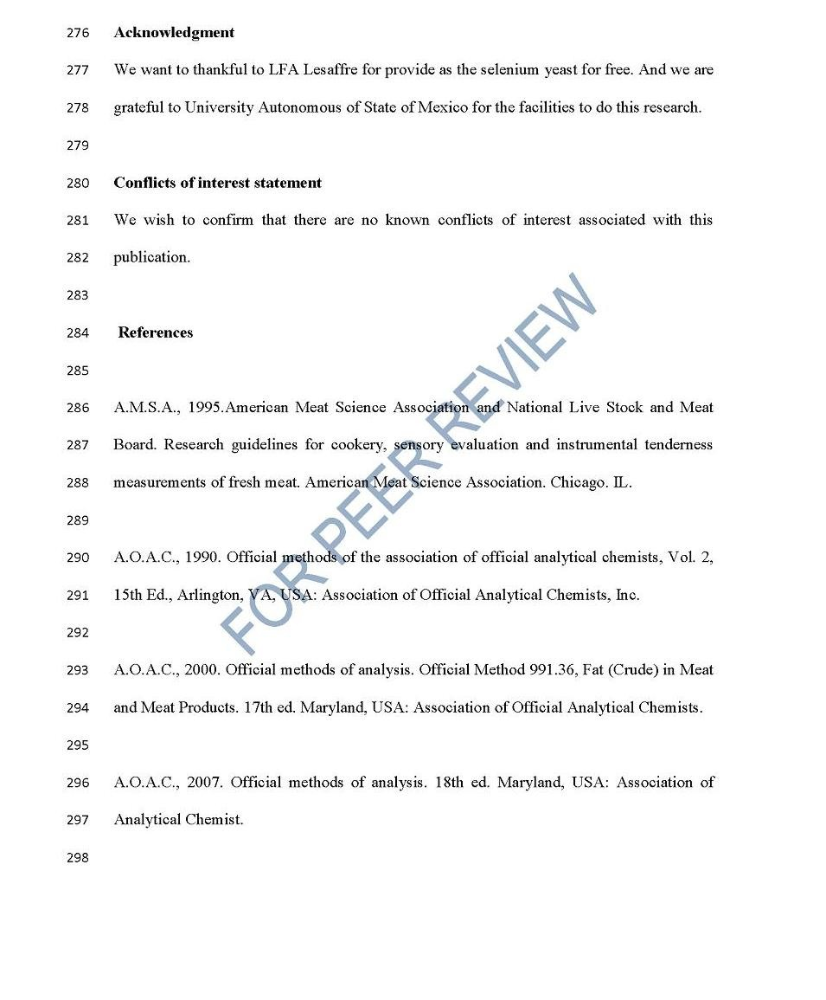 276 Acknowledgment
277 We want to thankful to LFA Lesaffre for provide as the selenium yeast for free. And we are
278 grateful to University Autonomous of State of Mexico for the facilities to do this research.
279
280 Conflicts of interest statement
281 We wish to confirm that there are no known conflicts of interest associated with this
282 publication.
283
284 References
285
286 A.M.S.A., 1995.American Meat Science Association and National Live Stock and Meat
287 Board. Research guidelines for cookery, sensory evaluation and instrumental tenderness
288 measurements of fresh meat. American Meat Science Association. Chicago. IL.
289
290 A.O.A.C., 1990. Official methods of the association of official analytical chemists, Vol. 2,
291 15th Ed., Arlington, VA, USA: Association of Official Analytical Chemists, Inc.
292
293 A.O.A.C., 2000. Official methods of analysis. Official Method 991.36, Fat (Crude) in Meat
294 and Meat Products. 17th ed. Maryland, USA: Association of Official Analytical Chemists.
295
296 A.O.A.C., 2007. Official methods of analysis. 18th ed. Maryland, USA: Association of
297 Analytical Chemist.
298
FOR PEER REVIEW